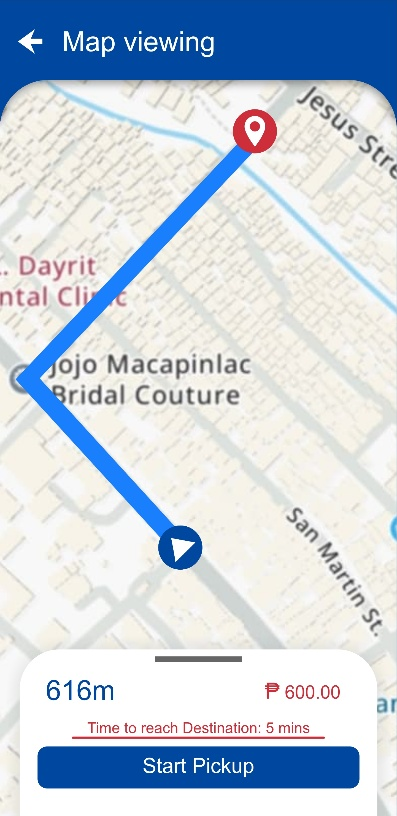 Map viewing
Jesus Stre
. Dayrit
ntal Clinic
Jojo Macapinlac
Bridal Couture
San Martin St.
ar
616m
₱ 600.00
Time to reach Destination: 5 mins
Start Pickup